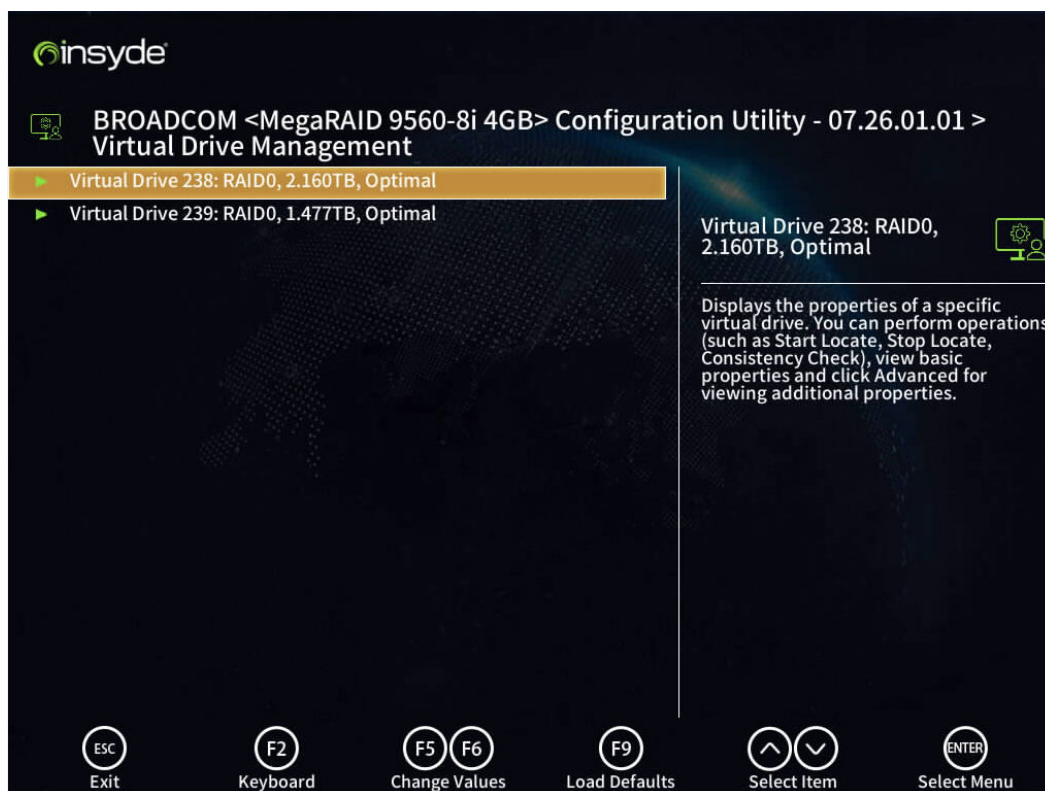 insyde
BROADCOM <MegaRAID 9560-8i 4GB> Configuration Utility - 07.26.01.01 >
Virtual Drive Management
Virtual Drive 238: RAID0, 2.160TB, Optimal
Virtual Drive 239: RAID0, 1.477TB, Optimal
Virtual Drive 238: RAID0,
2.160TB, Optimal
Displays the properties of a specific
virtual drive. You can perform operations
(such as Start Locate, Stop Locate,
Consistency Check), view basic
properties and click Advanced for
viewing additional properties.
ESC F2 F5 F6 F9 ENTER
Exit Keyboard Change Values Load Defaults Select Item Select Menu